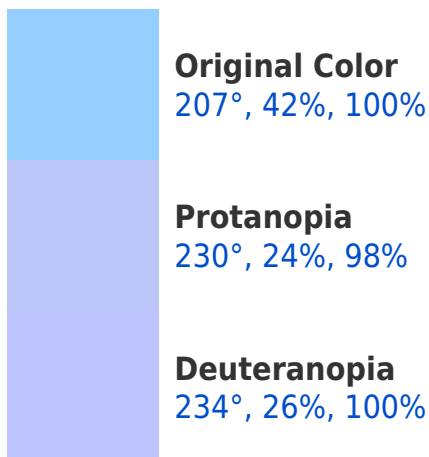 Original Color
207°, 42%, 100%
Protanopia
230°, 24%, 98%
Deuteranopia
234°, 26%, 100%